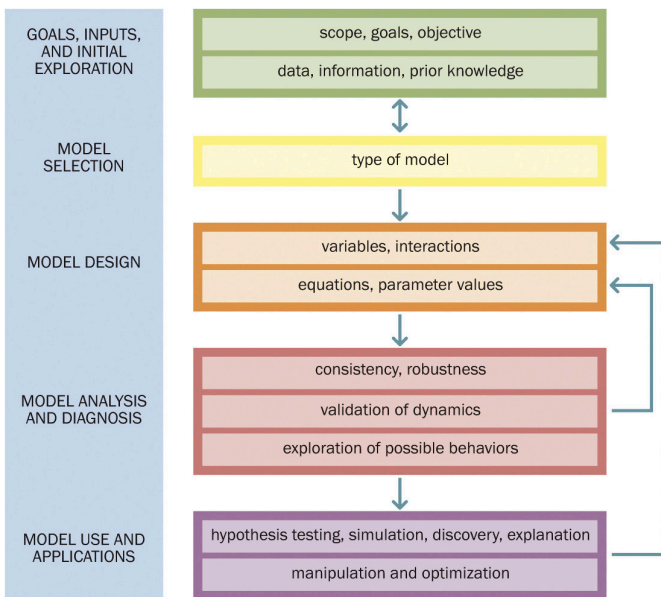 GOALS, INPUTS,
AND INITIAL
EXPLORATION
scope, goals, objective
data, information, prior knowledge
MODEL
SELECTION
type of model
MODEL DESIGN
variables, interactions
equations, parameter values
MODEL ANALYSIS
AND DIAGNOSIS
consistency, robustness
validation of dynamics
exploration of possible behaviors
MODEL USE AND
APPLICATIONS
hypothesis testing, simulation, discovery, explanation
manipulation and optimization